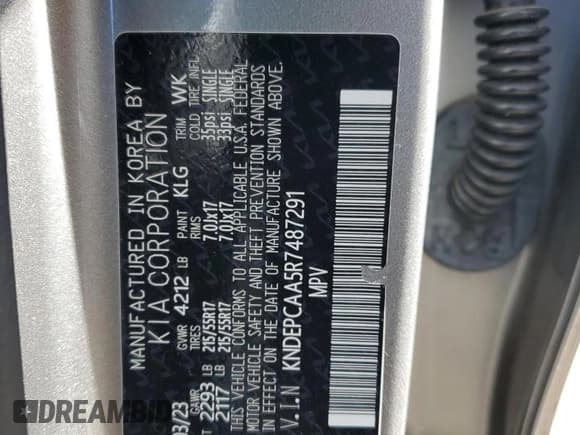 MANUFACTURED IN KOREA BY
KIA CORPORATION
03/23 GVWR 4212 LB PAINT KLG TRIM WK
GAWR TIRES RIMS COLD TIRE INFL
T 2293 LB 215/55R17 7.0Jx17 35psi SINGLE
2117 LB 215/55R17 7.0Jx17 33psi SINGLE
THIS VEHICLE CONFORMS TO ALL APPLICABLE U.S.A. FEDERAL
MOTOR VEHICLE SAFETY AND THEFT PREVENTION STANDARDS
IN EFFECT ON THE DATE OF MANUFACTURE SHOWN ABOVE.
V.I.N KNDEPCAA5R7487291
MPV
DREAMBID